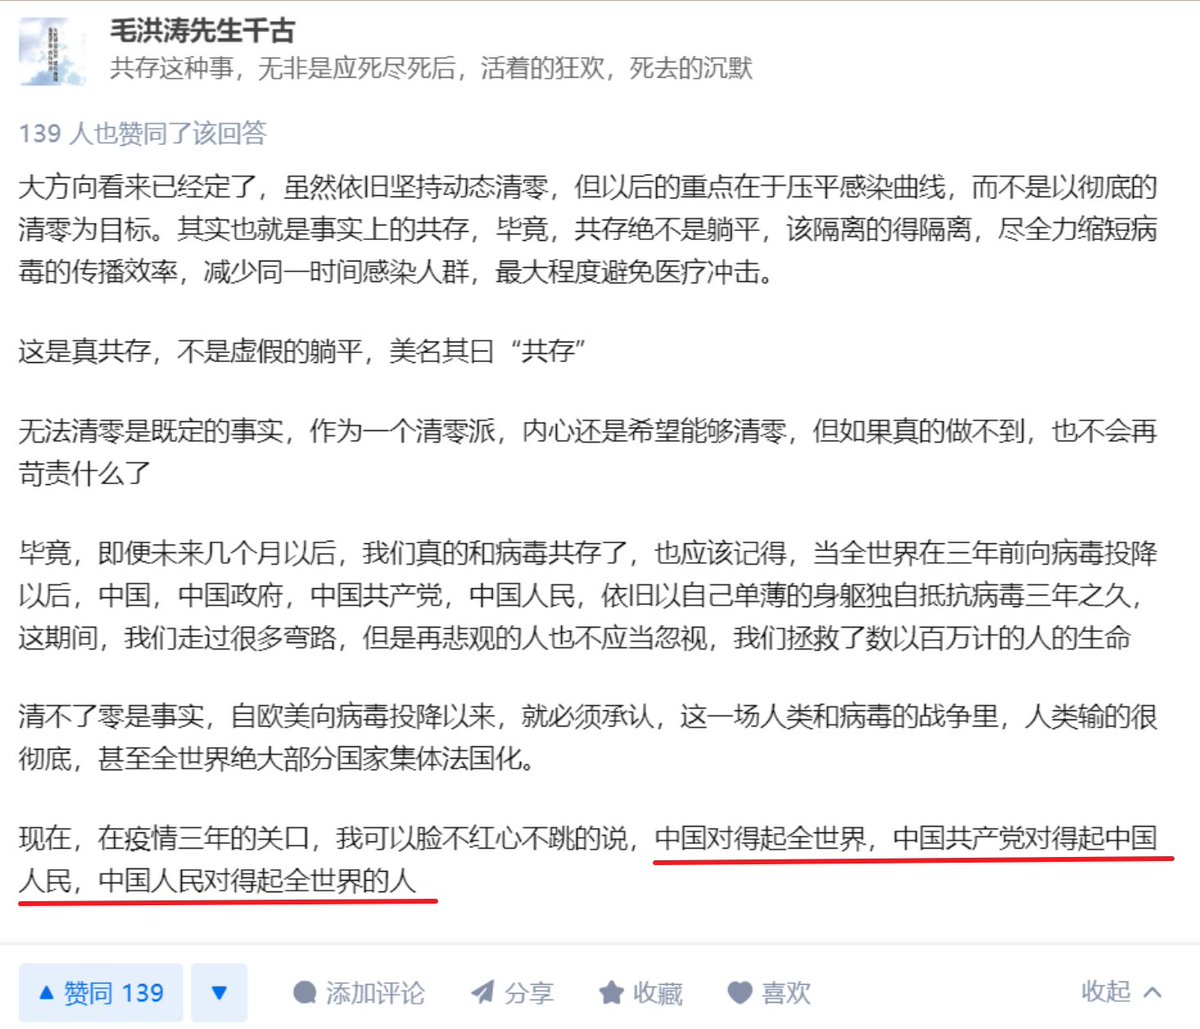 毛洪涛先生千古
共存这种事，无非是应死尽死后，活着的狂欢，死去的沉默
139 人也赞同了该回答
大方向看来已经定了，虽然依旧坚持动态清零，但以后的重点在于压平感染曲线，而不是以彻底的
清零为目标。其实也就是事实上的共存，毕竟，共存绝不是躺平，该隔离的得隔离，尽全力缩短病
毒的传播效率，减少同一时间感染人群，最大程度避免医疗冲击。
这是真共存，不是虚假的躺平，美名其曰“共存”
无法清零是既定的事实，作为一个清零派，内心还是希望能够清零，但如果真的做不到，也不会再
苛责什么了
毕竟，即便未来几个月以后，我们真的和病毒共存了，也应该记得，当全世界在三年前向病毒投降
以后，中国，中国政府，中国共产党，中国人民，依旧以自己单薄的身躯独自抵抗病毒三年之久，
这期间，我们走过很多弯路，但是再悲观的人也不应当忽视，我们拯救了数以百万计的人的生命
清不了零是事实，自欧美向病毒投降以来，就必须承认，这一场人类和病毒的战争里，人类输的很
彻底，甚至全世界绝大部分国家集体法国化。
现在，在疫情三年的关口，我可以脸不红心不跳的说，中国对得起全世界，中国共产党对得起中国
人民，中国人民对得起全世界的人
赞同 139 添加评论 分享 收藏 喜欢 收起